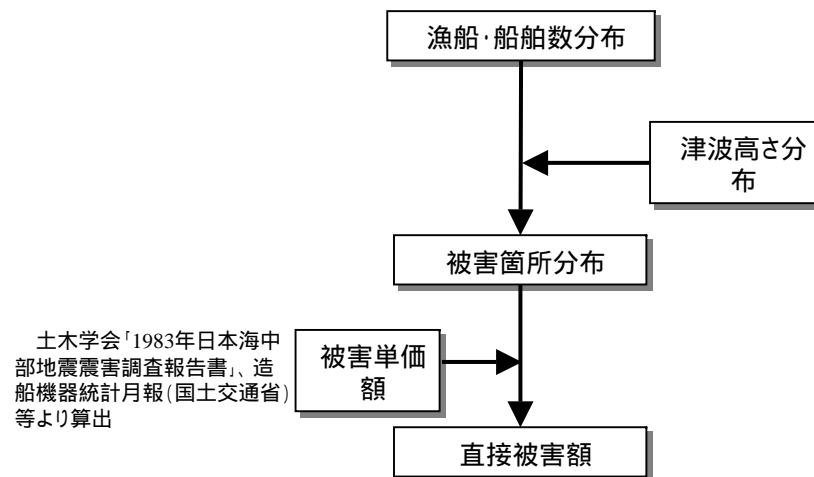 漁船・船舶数分布
津波高さ分
布
被害箇所分布
土木学会「1983年日本海中
部地震震害調査報告書」、造
船機器統計月報(国土交通省)
等より算出
被害単価
額
直接被害額